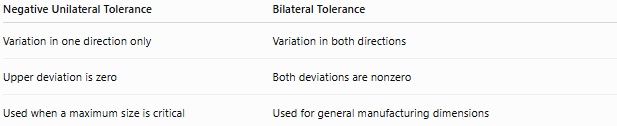 Negative Unilateral Tolerance Bilateral Tolerance
Variation in one direction only Variation in both directions
Upper deviation is zero Both deviations are nonzero
Used when a maximum size is critical Used for general manufacturing dimensions